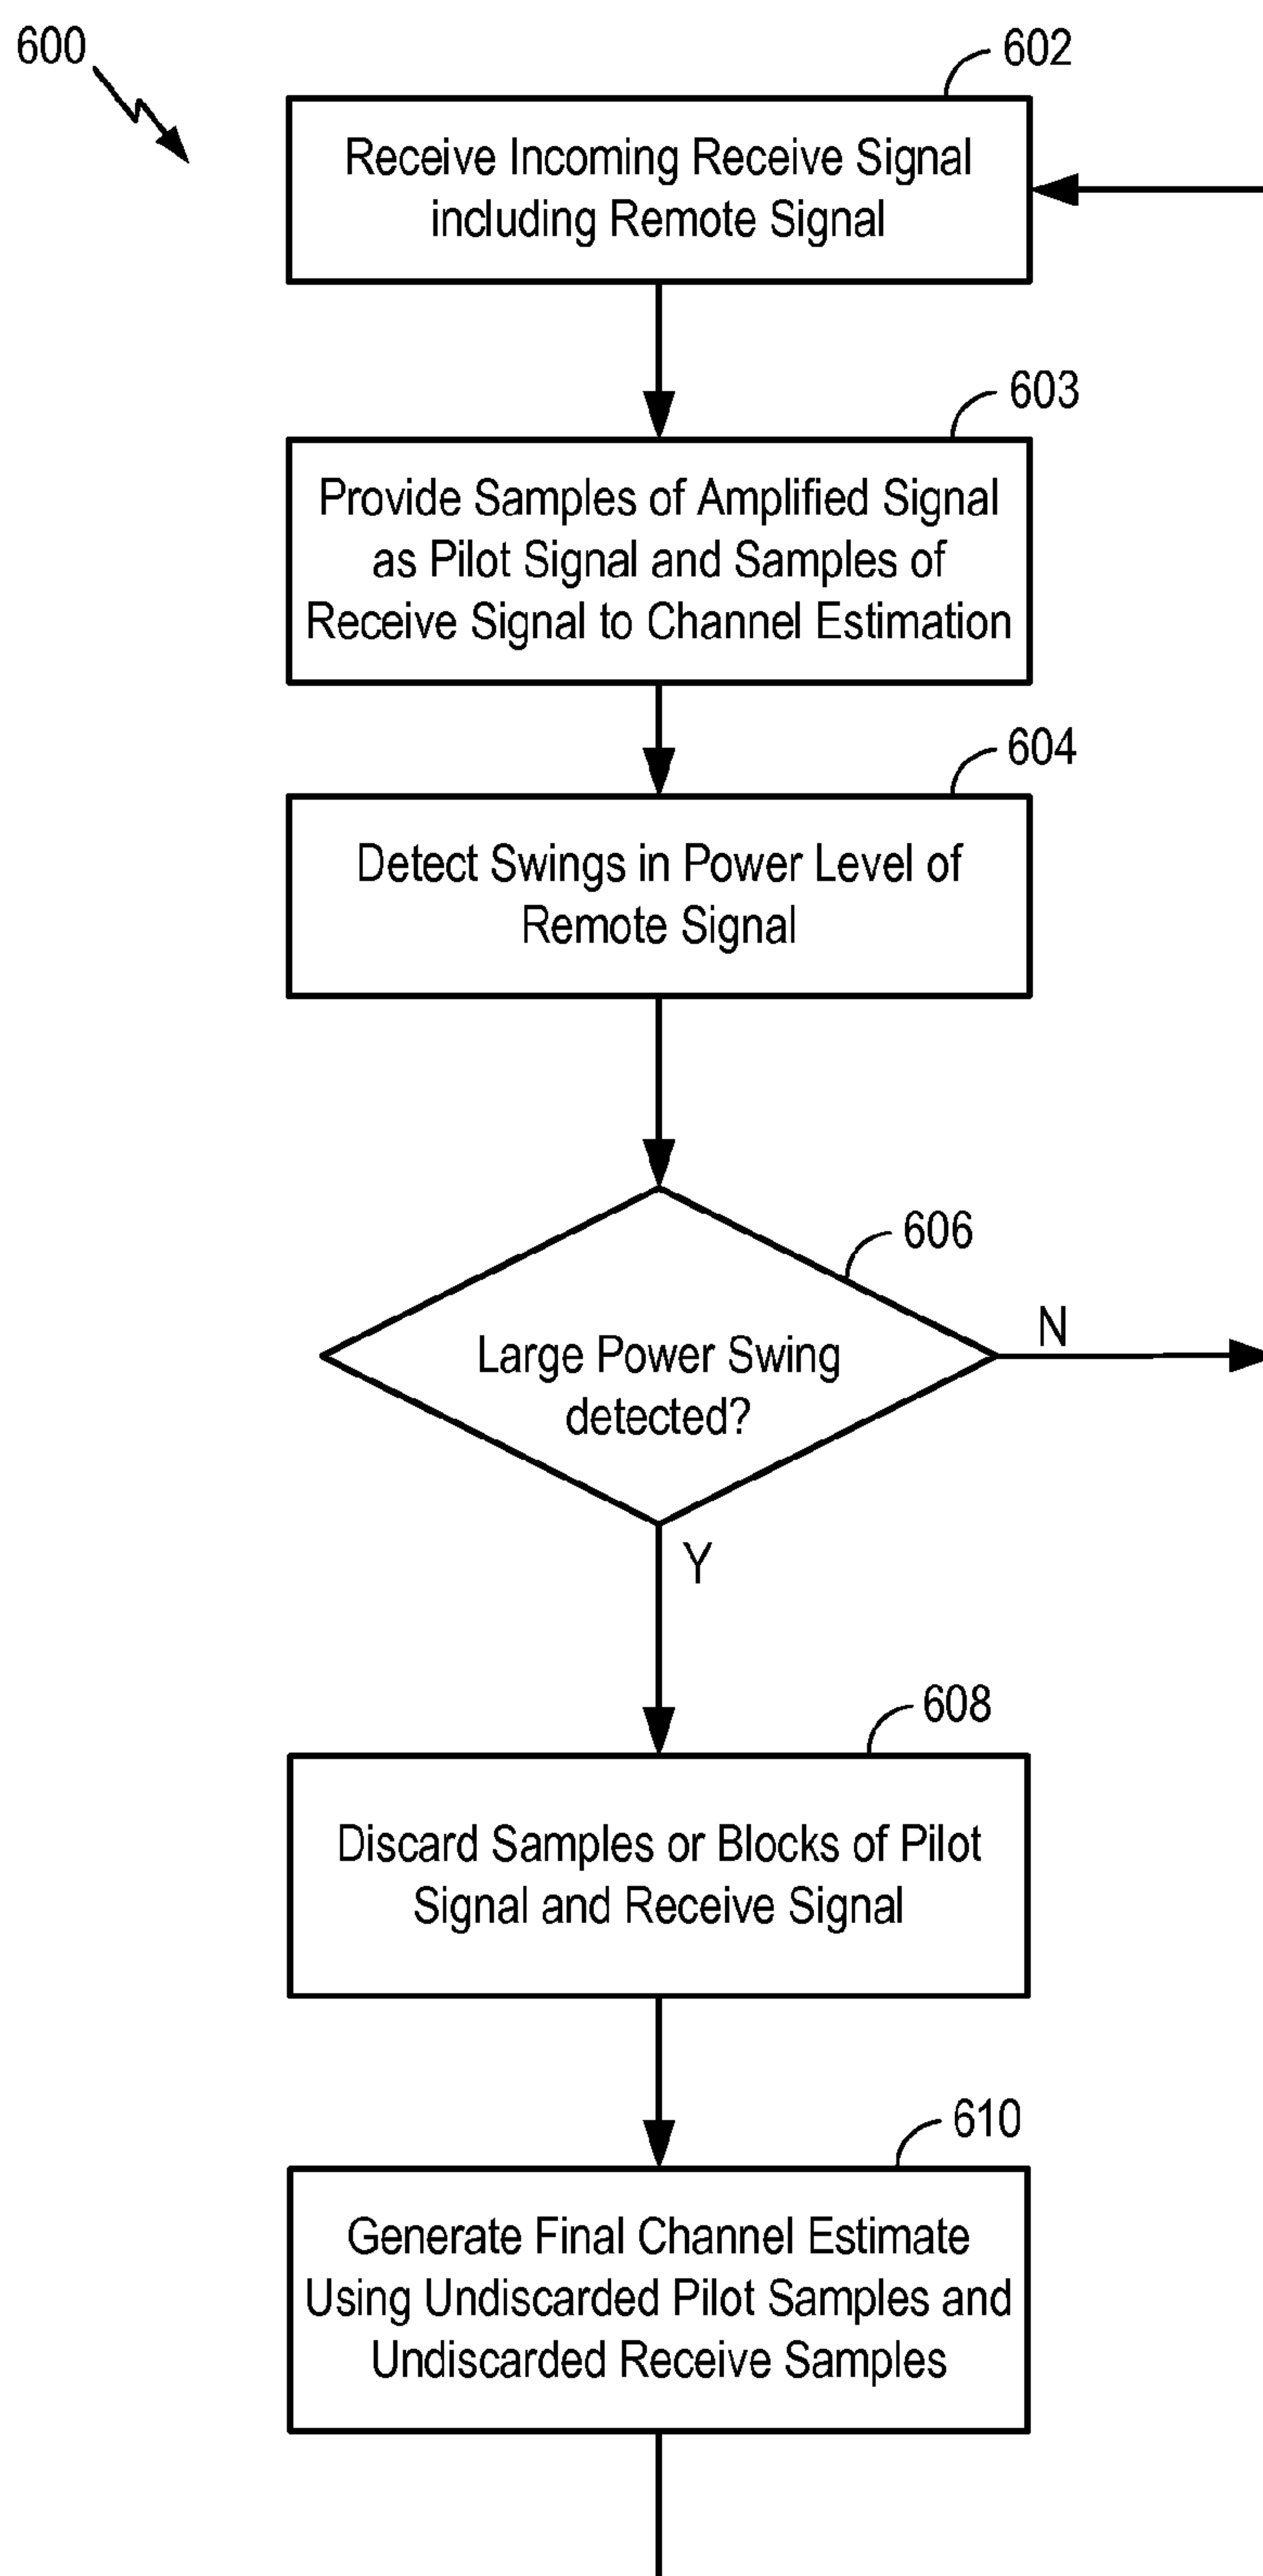 600
602
Receive Incoming Receive Signal
including Remote Signal
603
Provide Samples of Amplified Signal
as Pilot Signal and Samples of
Receive Signal to Channel Estimation
604
Detect Swings in Power Level of
Remote Signal
606
Large Power Swing
detected?
N
Y
608
Discard Samples or Blocks of Pilot
Signal and Receive Signal
610
Generate Final Channel Estimate
Using Undiscarded Pilot Samples and
Undiscarded Receive Samples